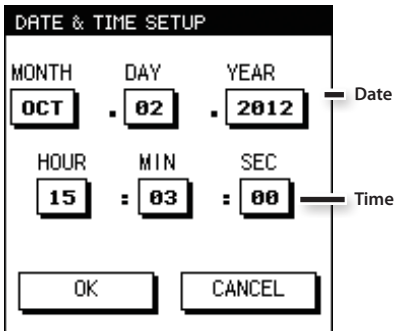 DATE & TIME SETUP
MONTH DAY YEAR
OCT . 02 . 2012 Date
HOUR MIN SEC
15 : 03 : 00 Time
OK CANCEL